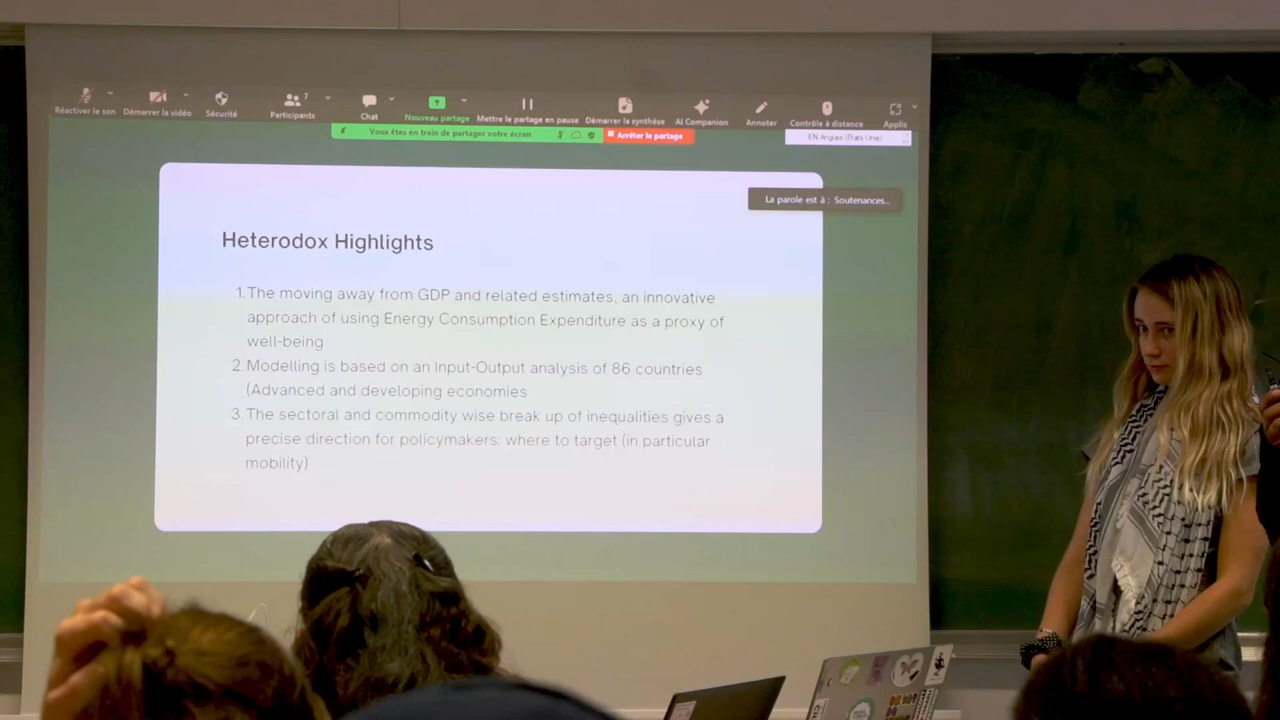 Réactiver le son
Démarrer la vidéo
Sécurité
Participants
7
Chat
Nouveau partage
Mettre le partage en pause
Démarrer la synthèse
AI Companion
Annoter
Contrôle à distance
Applis
Vous êtes en train de partager votre écran
Arrêter le partage
EN Anglais (États-Unis)
La parole est à : Soutenances...
Heterodox Highlights
1. The moving away from GDP and related estimates, an innovative
approach of using Energy Consumption Expenditure as a proxy of
well-being
2. Modelling is based on an Input-Output analysis of 86 countries
(Advanced and developing economies
3. The sectoral and commodity wise break up of inequalities gives a
precise direction for policymakers: where to target (in particular
mobility)